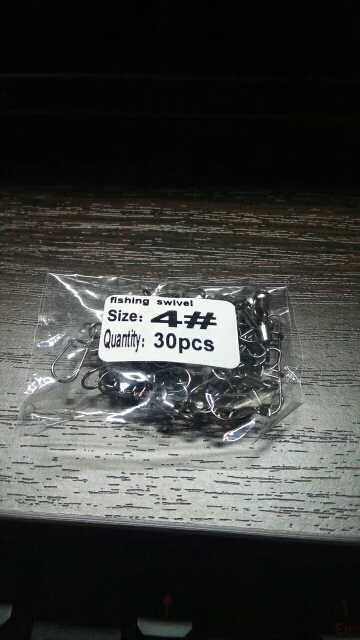 fishing swivel
Size: 4#
Quantity: 30pcs